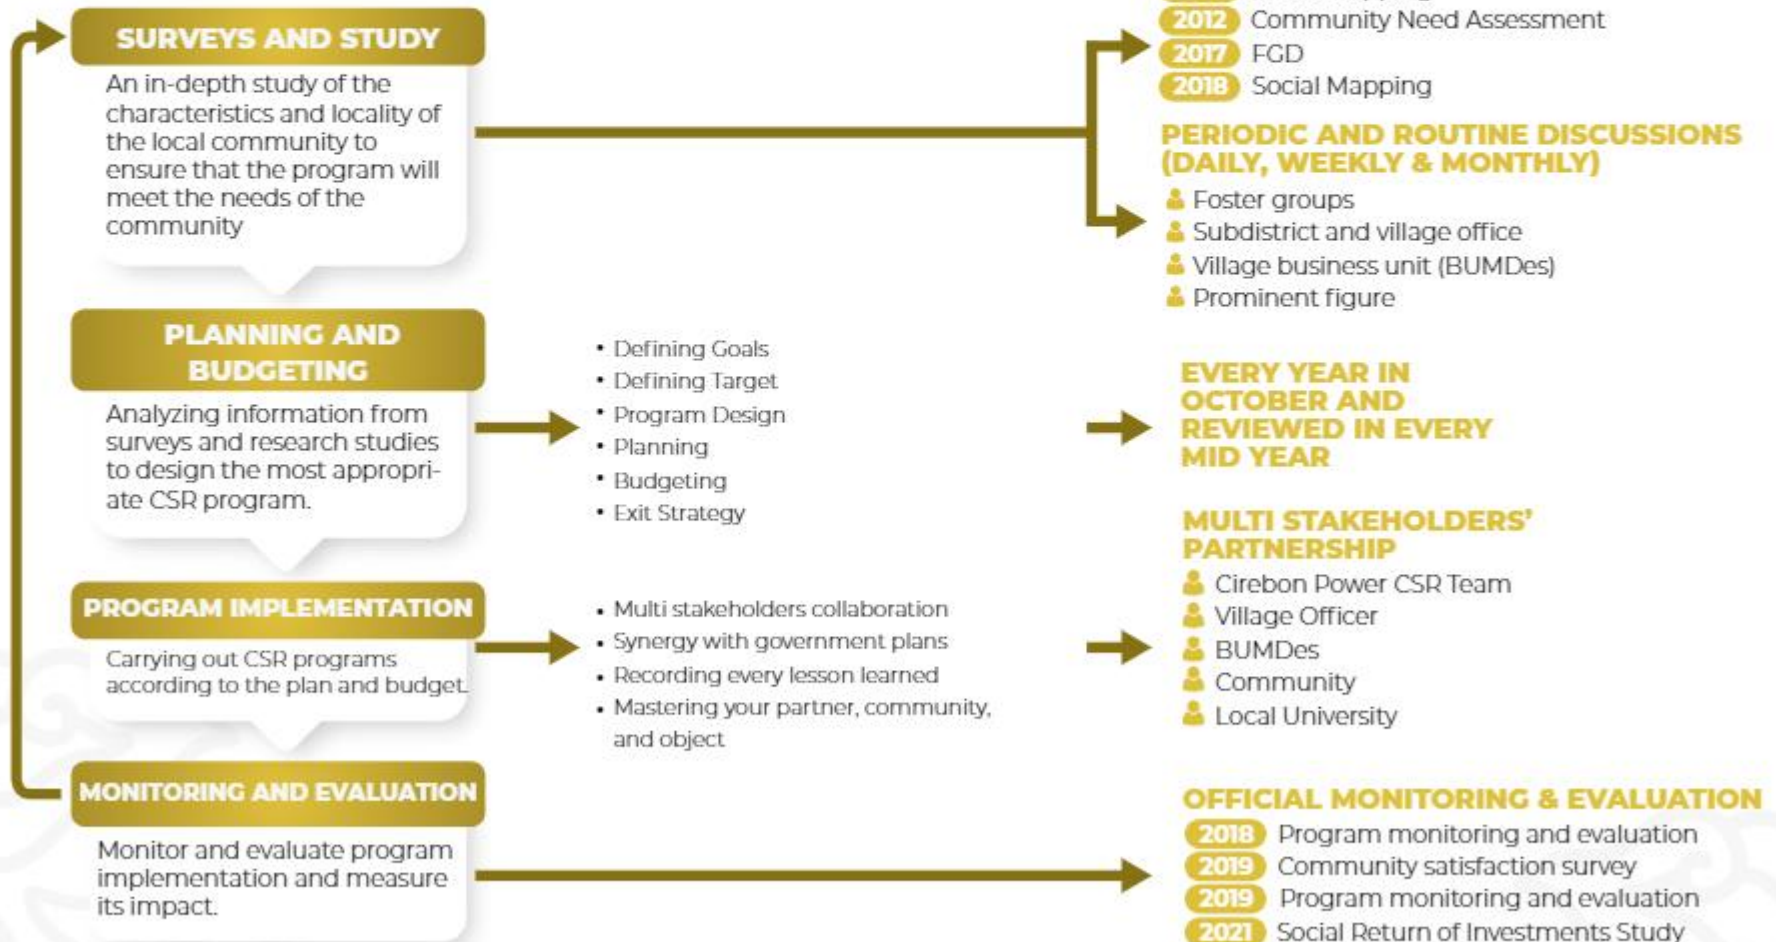 SURVEYS AND STUDY
An in-depth study of the
characteristics and locality of
the local community to
ensure that the program will
meet the needs of the
community
2012 Community Need Assessment
2017 FGD
2018 Social Mapping
PERIODIC AND ROUTINE DISCUSSIONS
(DAILY, WEEKLY & MONTHLY)
Foster groups
Subdistrict and village office
Village business unit (BUMDes)
Prominent figure
PLANNING AND
BUDGETING
Analyzing information from
surveys and research studies
to design the most appropri-
ate CSR program.
• Defining Goals
• Defining Target
• Program Design
• Planning
• Budgeting
• Exit Strategy
EVERY YEAR IN
OCTOBER AND
REVIEWED IN EVERY
MID YEAR
PROGRAM IMPLEMENTATION
Carrying out CSR programs
according to the plan and budget.
• Multi stakeholders collaboration
• Synergy with government plans
• Recording every lesson learned
• Mastering your partner, community,
and object
MULTI STAKEHOLDERS'
PARTNERSHIP
Cirebon Power CSR Team
Village Officer
BUMDes
Community
Local University
MONITORING AND EVALUATION
Monitor and evaluate program
implementation and measure
its impact.
OFFICIAL MONITORING & EVALUATION
2018 Program monitoring and evaluation
2019 Community satisfaction survey
2019 Program monitoring and evaluation
2021 Social Return of Investments Study